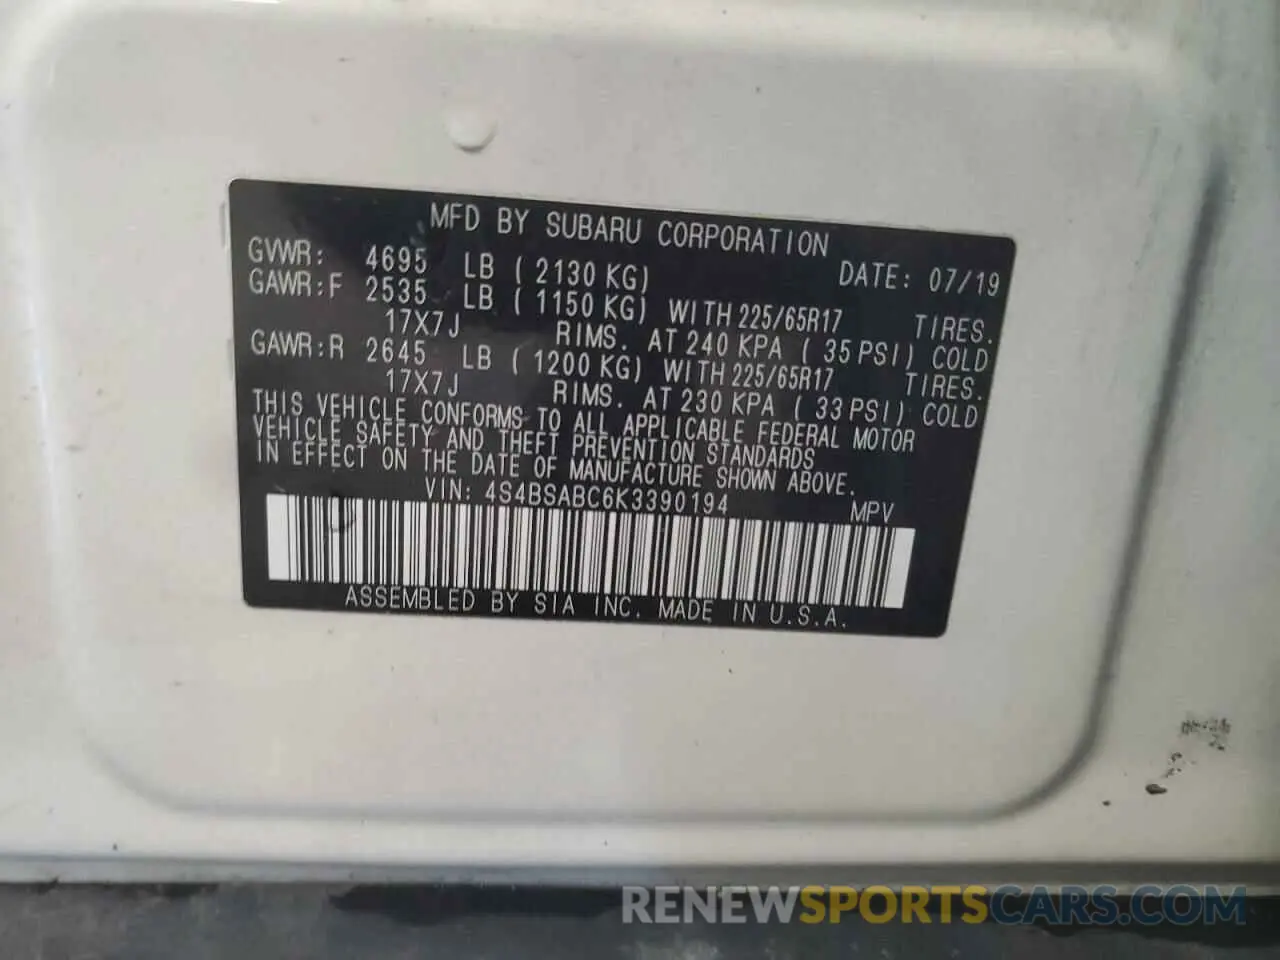 MFD BY SUBARU CORPORATION
GVWR: 4695 LB ( 2130 KG) DATE: 07/19
GAWR:F 2535 LB ( 1150 KG) WITH 225/65R17 TIRES.
17X7J RIMS. AT 240 KPA ( 35 PSI) COLD
GAWR:R 2645 LB ( 1200 KG) WITH 225/65R17 TIRES.
17X7J RIMS. AT 230 KPA ( 33 PSI) COLD
THIS VEHICLE CONFORMS TO ALL APPLICABLE FEDERAL MOTOR
VEHICLE SAFETY AND THEFT PREVENTION STANDARDS
IN EFFECT ON THE DATE OF MANUFACTURE SHOWN ABOVE.
VIN: 4S4BSABC6K3390194 MPV
ASSEMBLED BY SIA INC. MADE IN U.S.A.
RENEWSPORTSCARS.COM